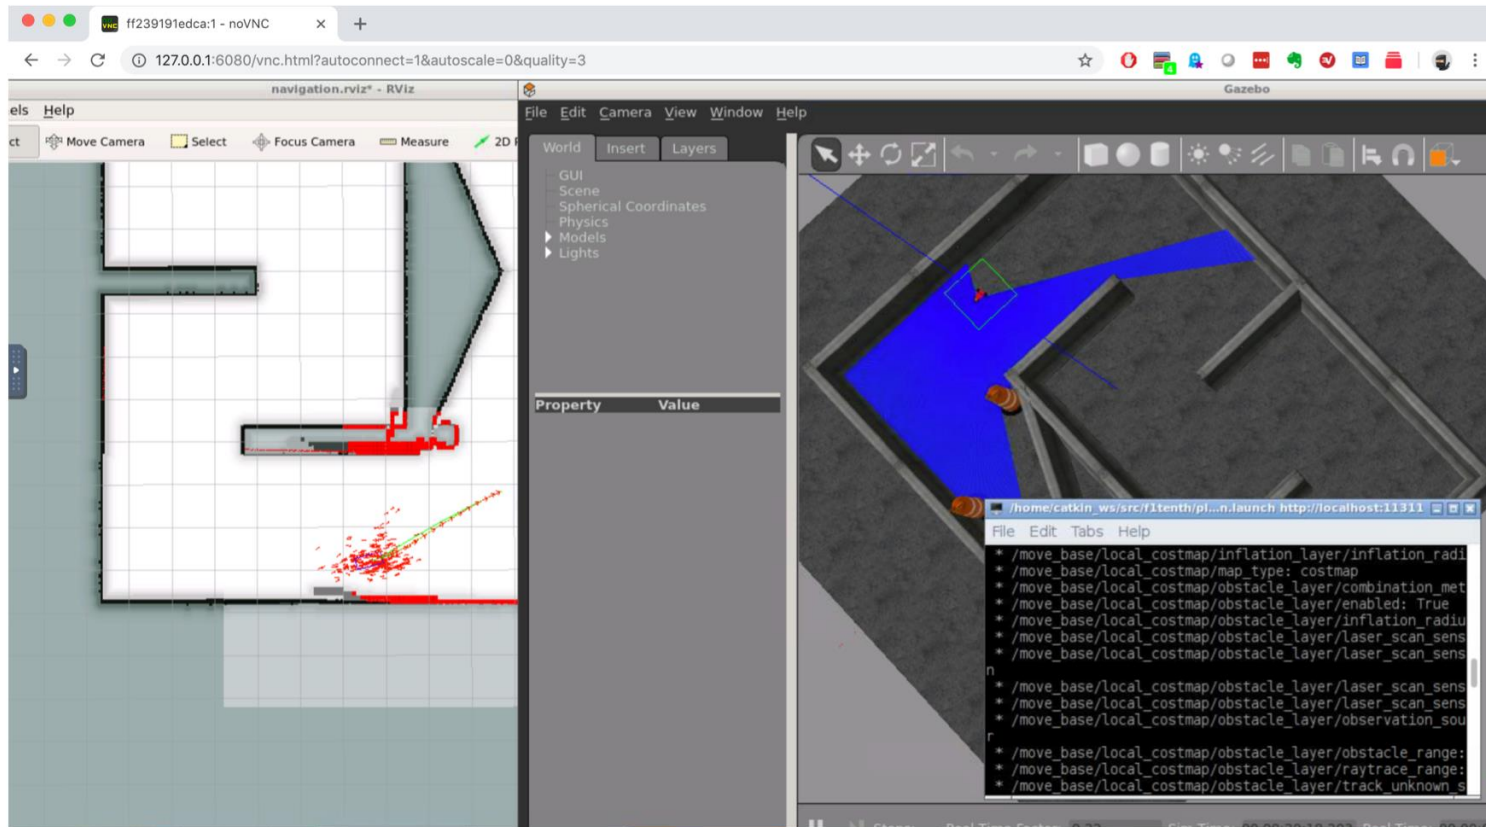 ff239191edca:1 - noVNC
127.0.0.1:6080/vnc.html?autoconnect=1&autoscale=0&quality=3
4
navigation.rviz* - RViz
Gazebo
els Help
File Edit Camera View Window Help
ct Move Camera Select Focus Camera Measure 2D
World Insert Layers
GUI
Scene
Spherical Coordinates
Physics
Models
Lights
Property Value
/home/catkin_ws/src/f1tenth/pl...n.launch http://localhost:11311
File Edit Tabs Help
* /move_base/local_costmap/inflation_layer/inflation_radi
* /move_base/local_costmap/map_type: costmap
* /move_base/local_costmap/obstacle_layer/combination_met
* /move_base/local_costmap/obstacle_layer/enabled: True
* /move_base/local_costmap/obstacle_layer/inflation_radiu
* /move_base/local_costmap/obstacle_layer/laser_scan_sens
* /move_base/local_costmap/obstacle_layer/laser_scan_sens
n
* /move_base/local_costmap/obstacle_layer/laser_scan_sens
* /move_base/local_costmap/obstacle_layer/laser_scan_sens
* /move_base/local_costmap/obstacle_layer/observation_sou
r
* /move_base/local_costmap/obstacle_layer/obstacle_range:
* /move_base/local_costmap/obstacle_layer/raytrace_range:
* /move_base/local_costmap/obstacle_layer/track_unknown_s